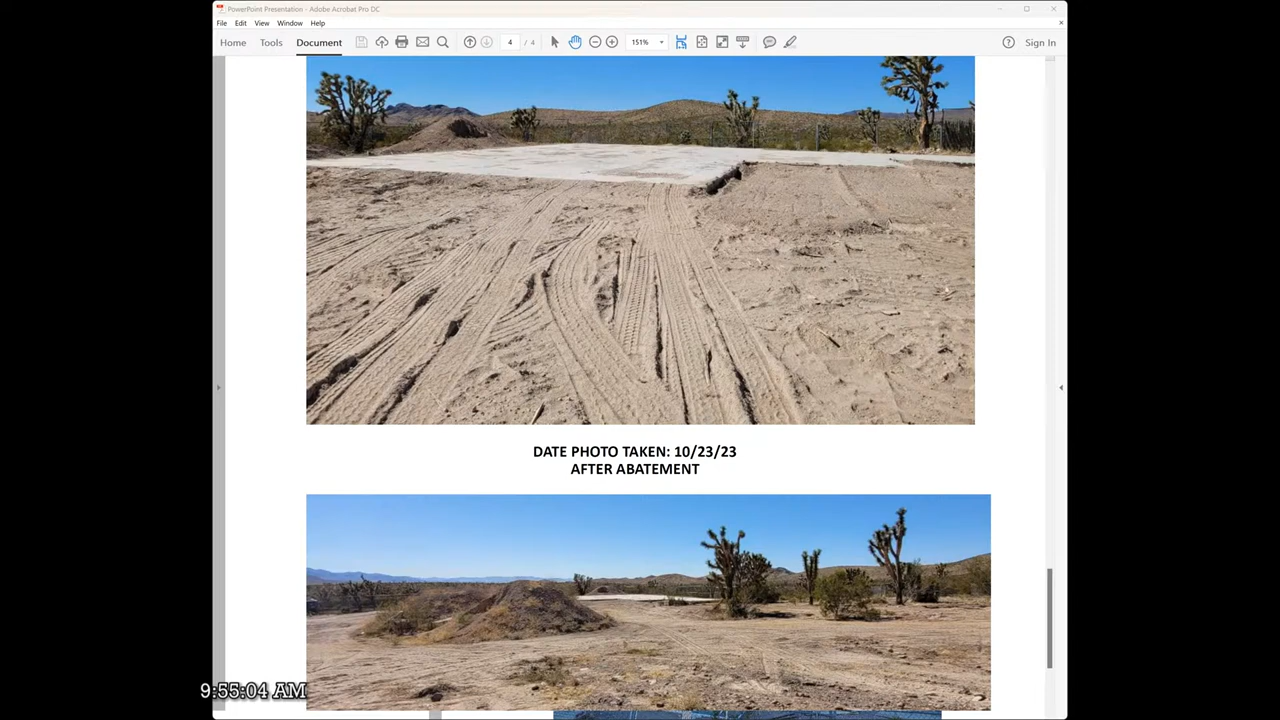 PowerPoint Presentation - Adobe Acrobat Pro DC
File Edit View Window Help
Home Tools Document 4 / 4 151% Sign In
DATE PHOTO TAKEN: 10/23/23
AFTER ABATEMENT
9:55:04 AM